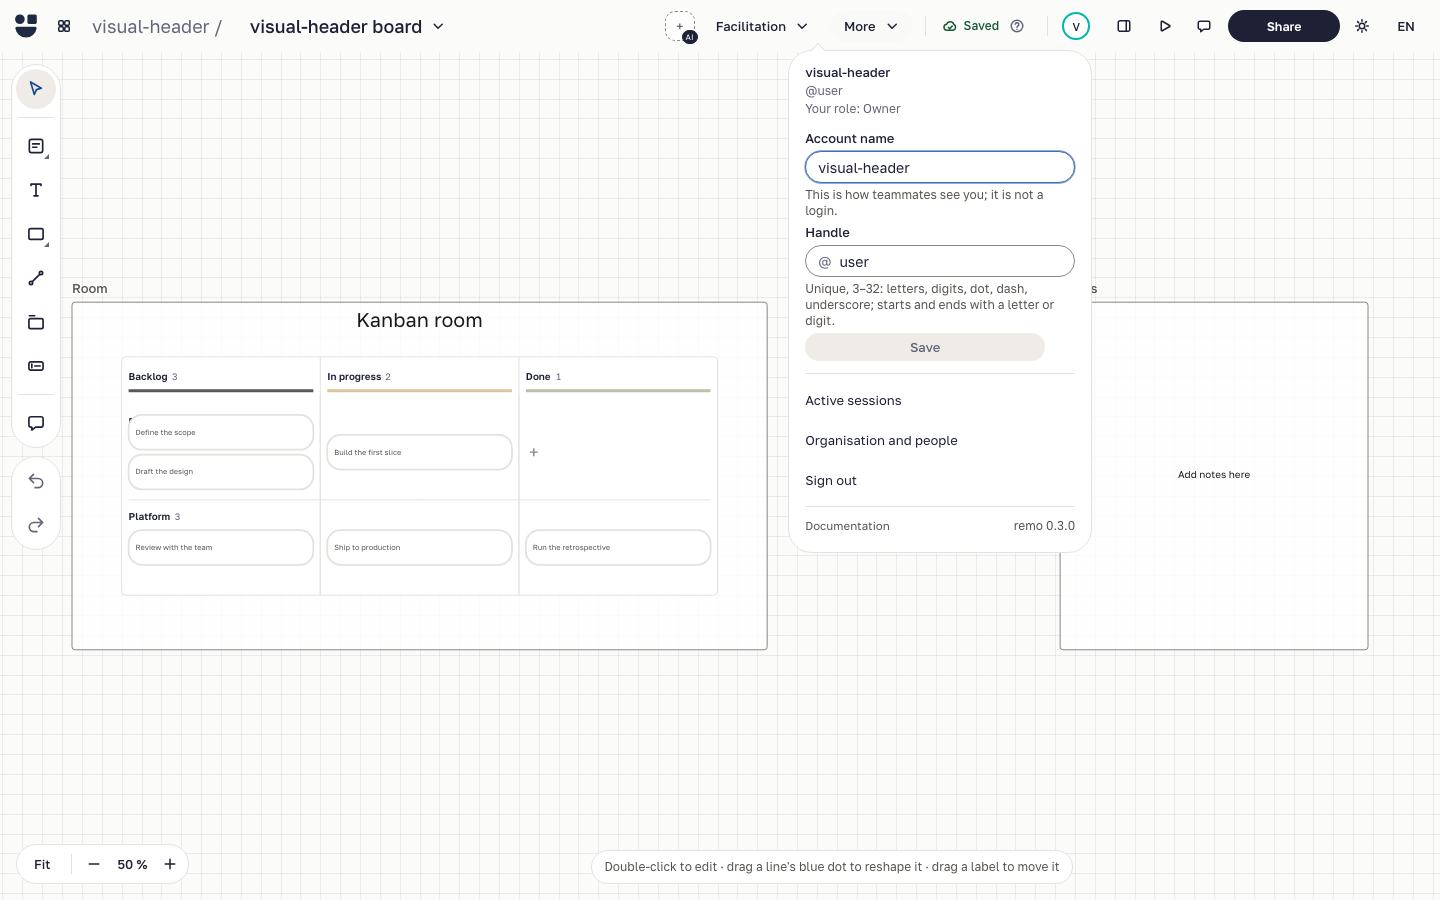 visual-header /
visual-header board
+
AI
Facilitation
More
Saved
V
Share
EN
visual-header
@user
Your role: Owner
Account name
visual-header
This is how teammates see you; it is not a
login.
Handle
@ user
Unique, 3–32: letters, digits, dot, dash,
underscore; starts and ends with a letter or
digit.
Save
Active sessions
Organisation and people
Sign out
Documentation
remo 0.3.0
Room
Kanban room
Backlog 3
In progress 2
Done 1
Define the scope
Draft the design
Build the first slice
+
Platform 3
Review with the team
Ship to production
Run the retrospective
Add notes here
Fit
50 %
Double-click to edit · drag a line's blue dot to reshape it · drag a label to move it